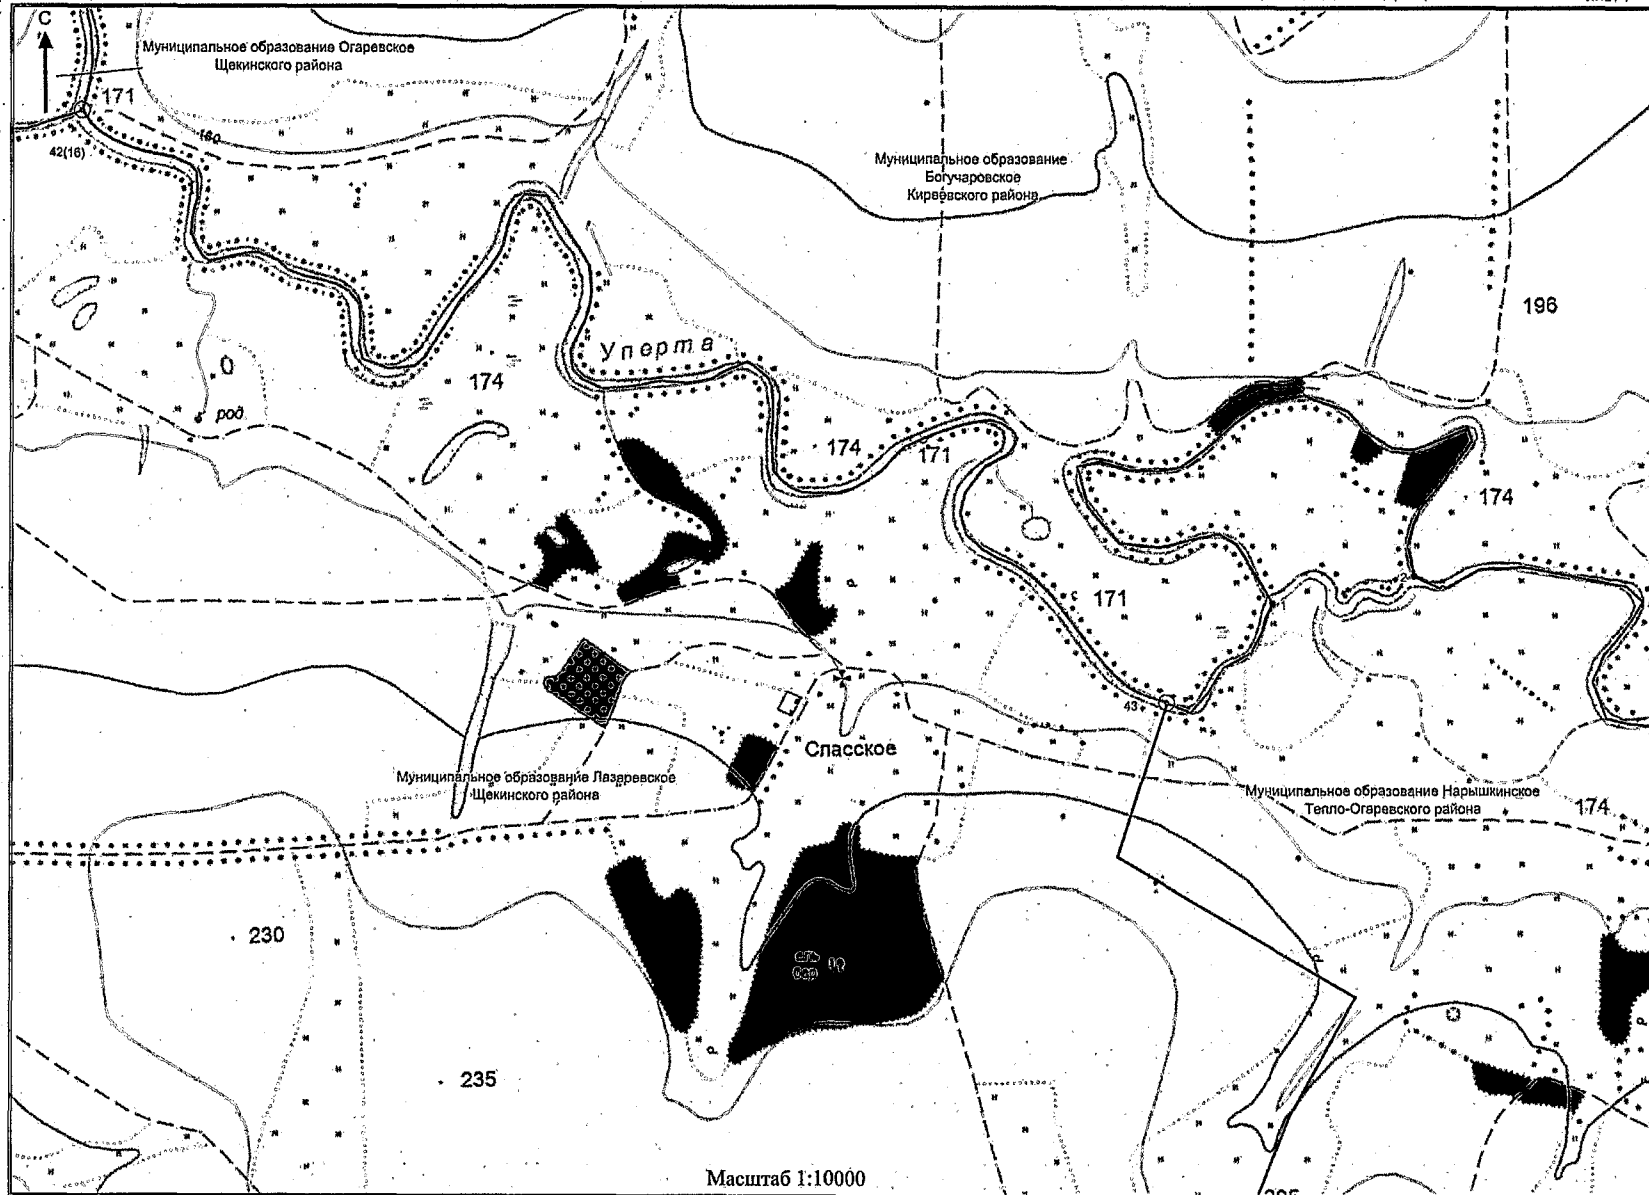 С
Муниципальное образование Огаревское
Щекинского района
171
160
42(16)
Муниципальное образование
Богучаровское
Киреевского района
196
Уперта
174
род.
174
171
174
171
43
Спасское
Муниципальное образование Лазаревское
Щекинского района
Муниципальное образование Нарышкинское
Тепло-Огаревского района
174
230
235
Масштаб 1:10000